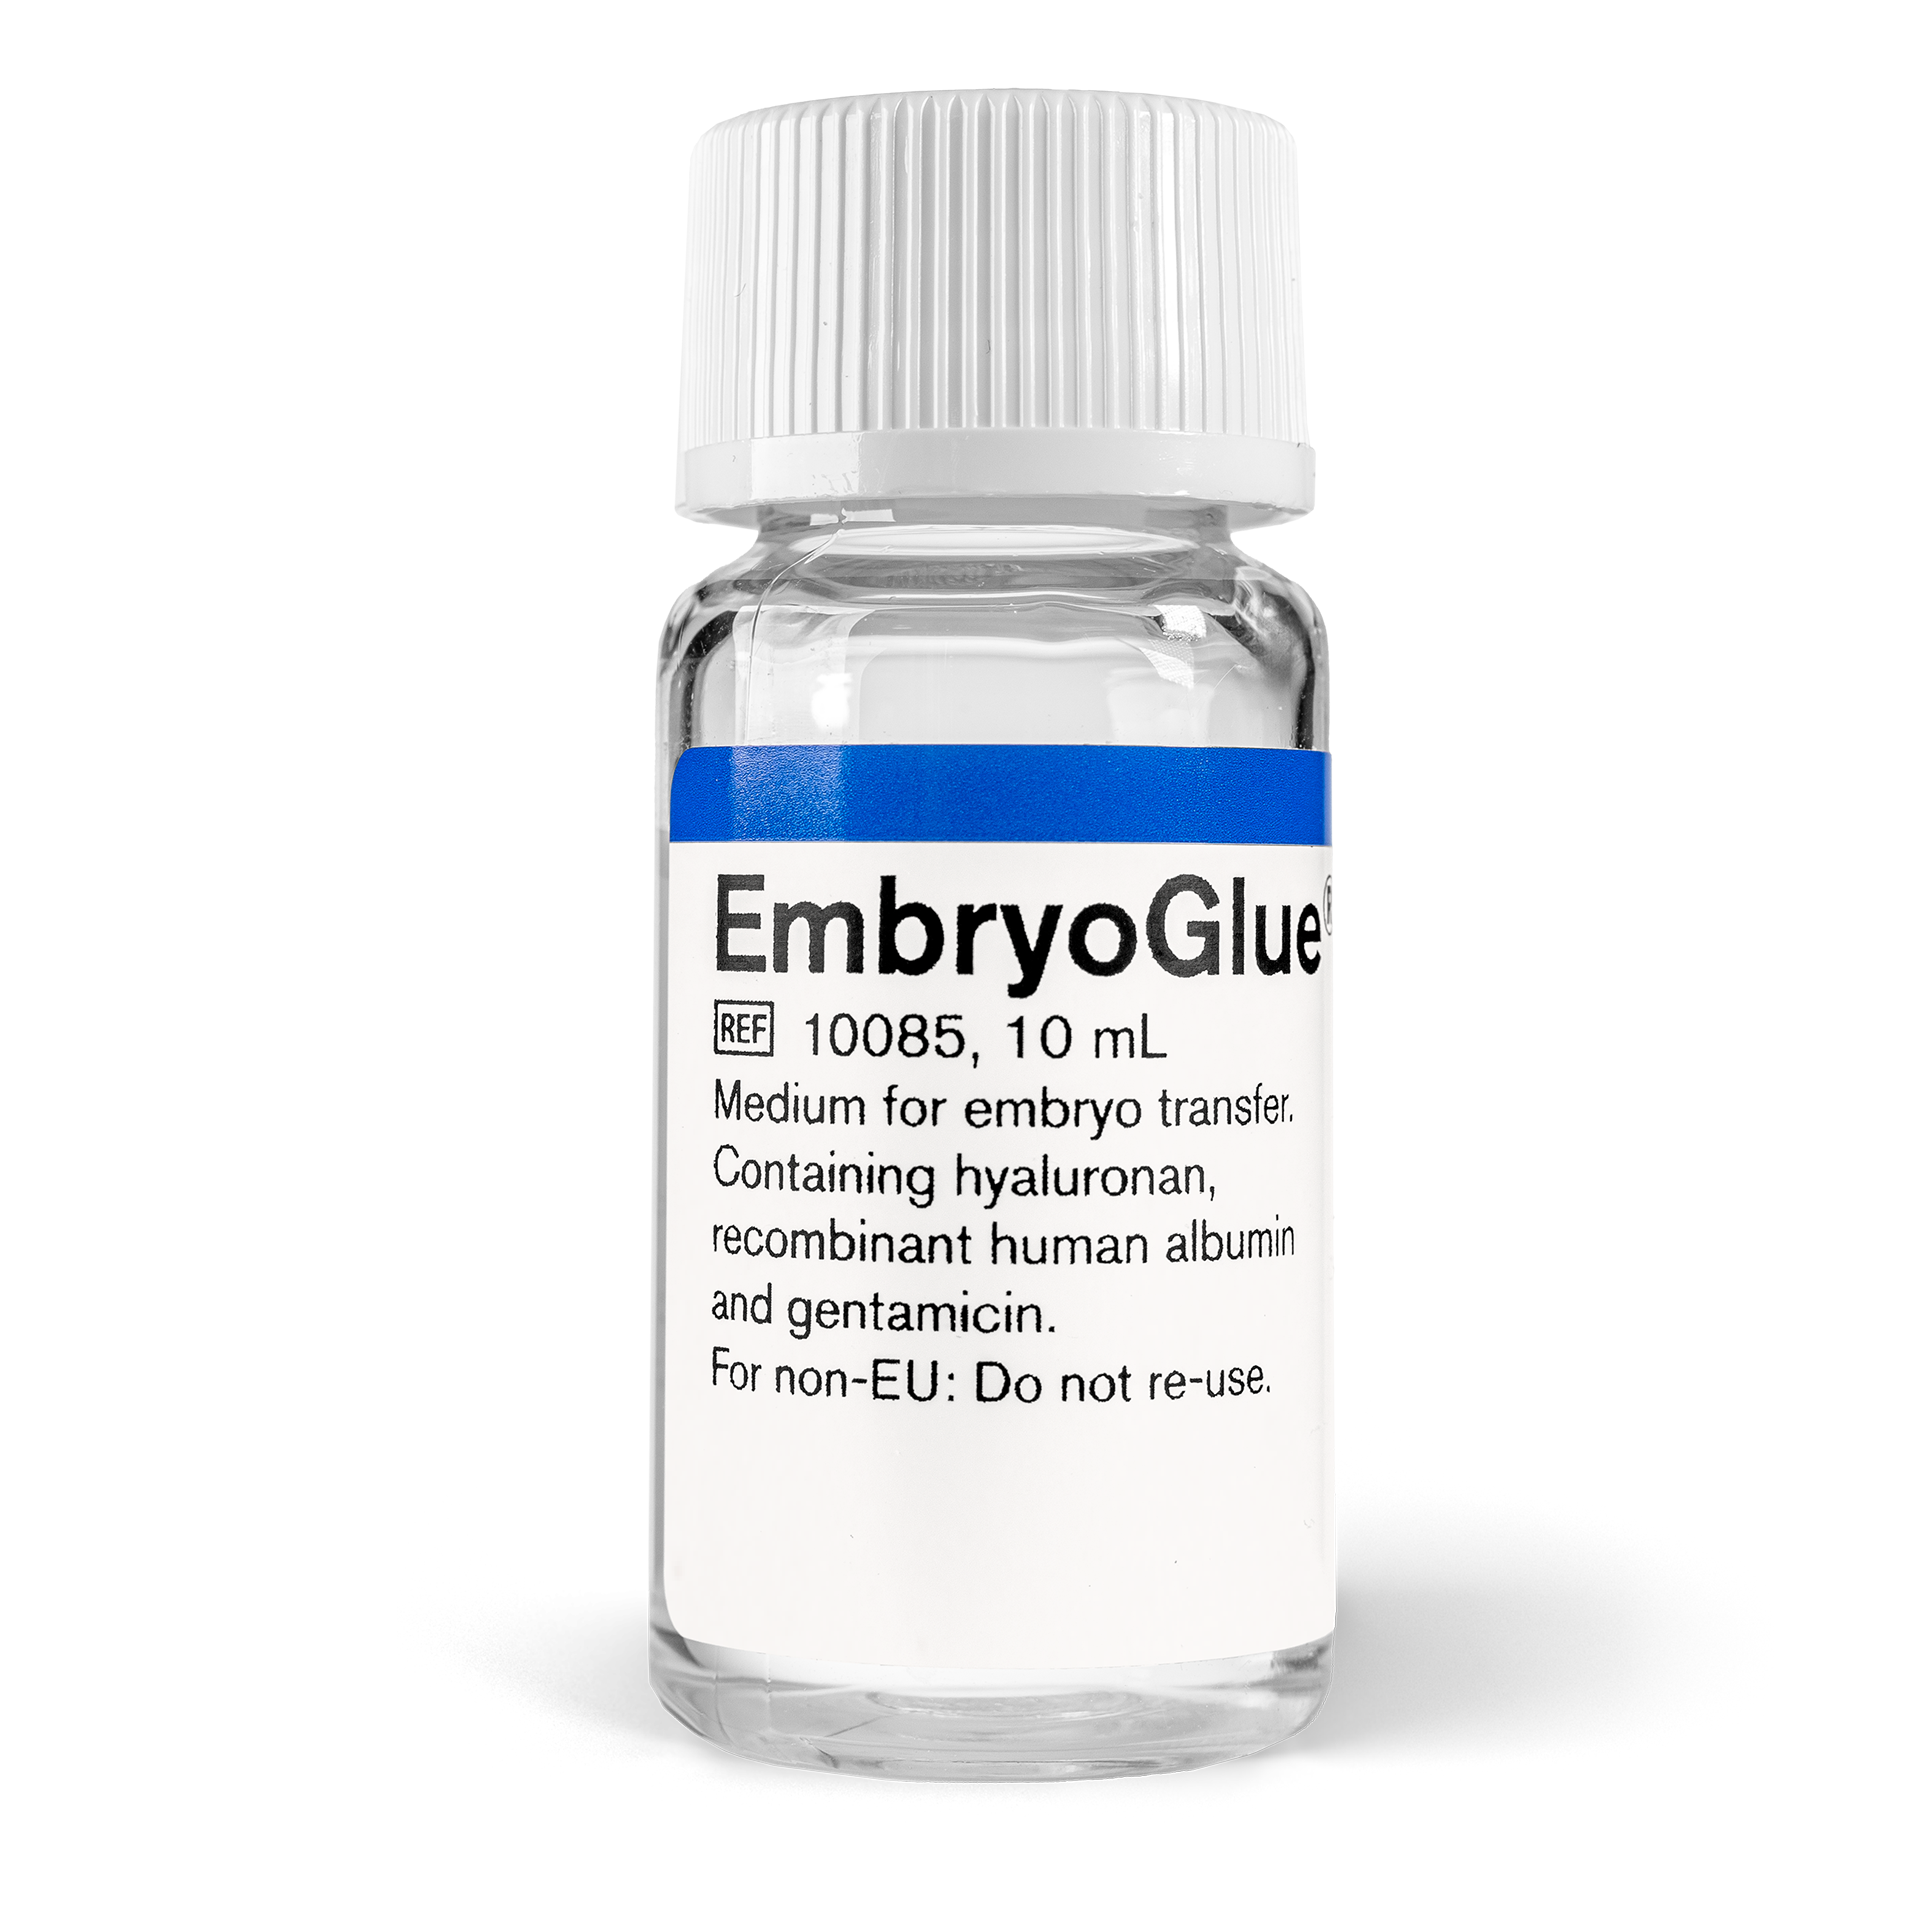 EmbryoGlue®
REF 10085, 10 mL
Medium for embryo transfer.
Containing hyaluronan,
recombinant human albumin
and gentamicin.
For non-EU: Do not re-use.